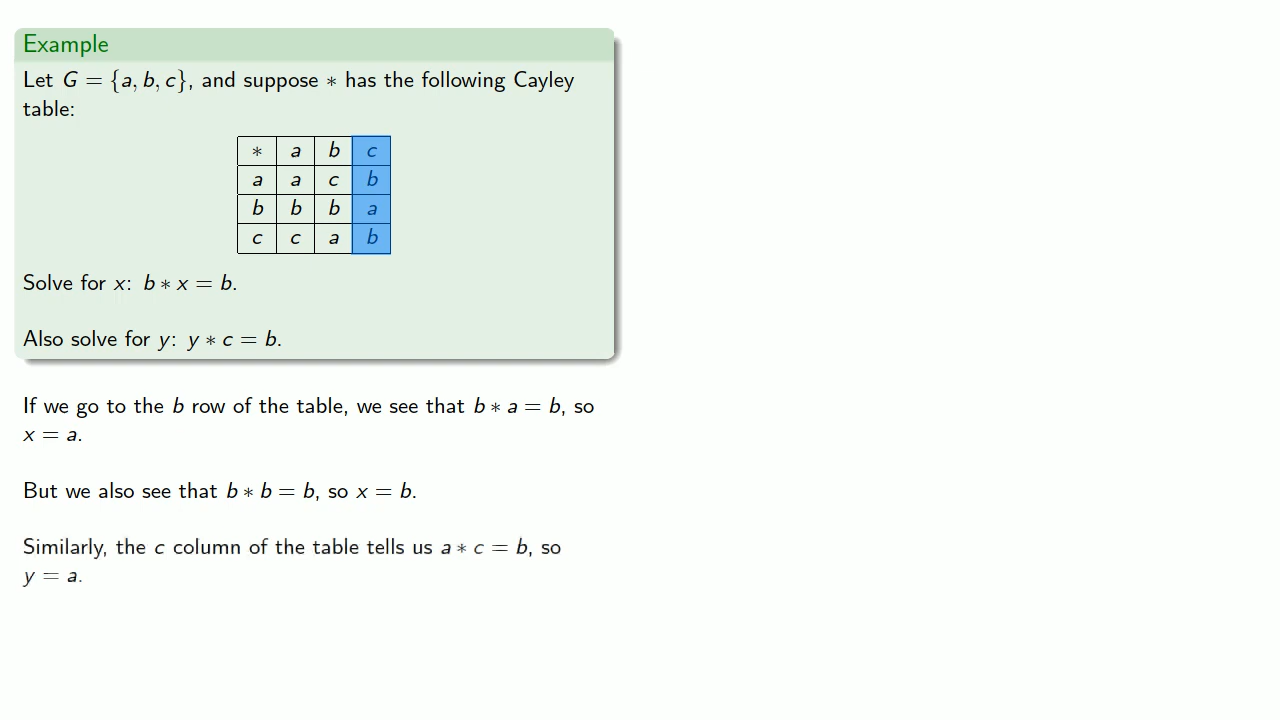 Example
Let G = {a, b, c}, and suppose ∗ has the following Cayley
table:
∗ a b c
a a c b
b b b a
c c a b
Solve for x: b ∗ x = b.
Also solve for y: y ∗ c = b.
If we go to the b row of the table, we see that b ∗ a = b, so
x = a.
But we also see that b ∗ b = b, so x = b.
Similarly, the c column of the table tells us a ∗ c = b, so
y = a.